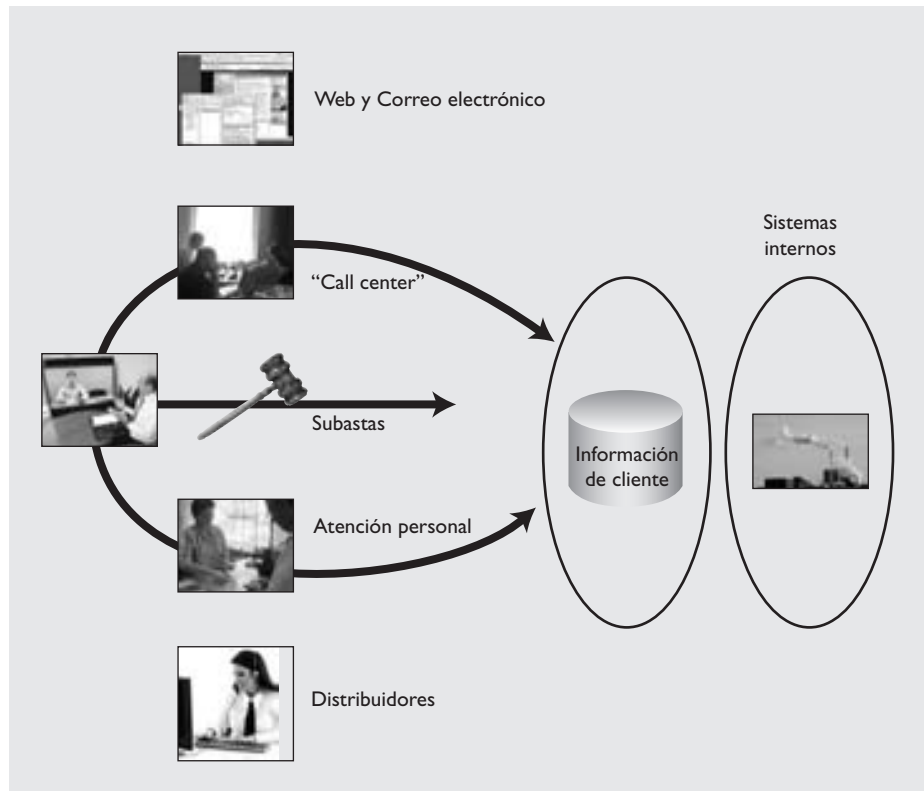 Web y Correo electrónico
Sistemas
internos
“Call center”
Subastas
Información
de cliente
Atención personal
Distribuidores